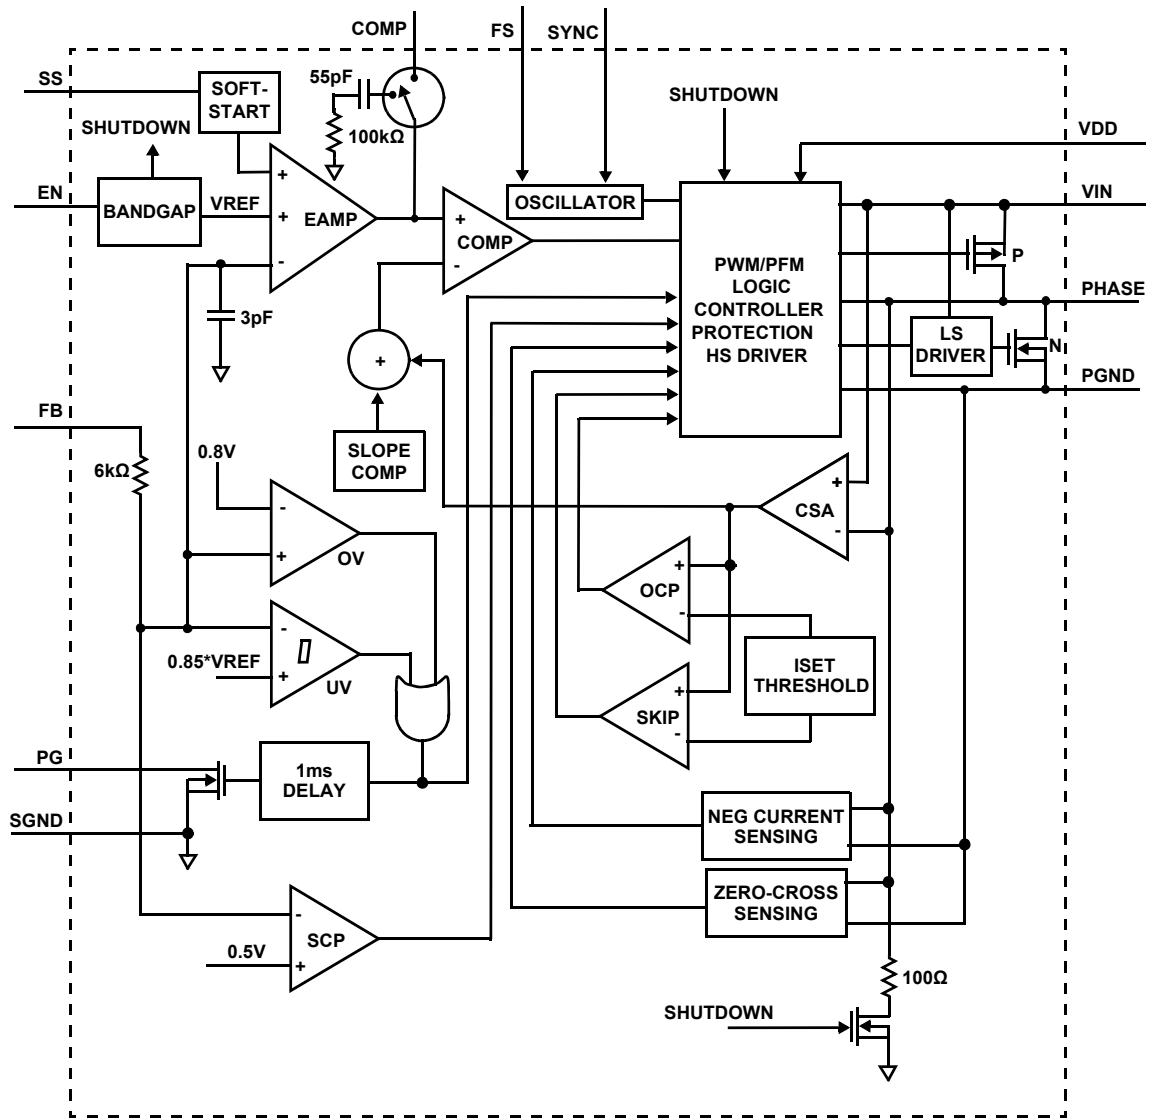 COMP
FS
SYNC
SS
SOFT-
START
55pF
100kΩ
SHUTDOWN
SHUTDOWN
VDD
EN
BANDGAP
VREF
+
+
-
EAMP
+
-
COMP
OSCILLATOR
PWM/PFM
LOGIC
CONTROLLER
PROTECTION
HS DRIVER
VIN
P
PHASE
LS
DRIVER
N
PGND
3pF
+
SLOPE
COMP
FB
6kΩ
0.8V
-
+
OV
+
-
CSA
+
-
OCP
-
+
0.85*VREF
UV
ISET
THRESHOLD
+
-
SKIP
PG
1ms
DELAY
SGND
NEG CURRENT
SENSING
ZERO-CROSS
SENSING
-
+
SCP
0.5V
100Ω
SHUTDOWN